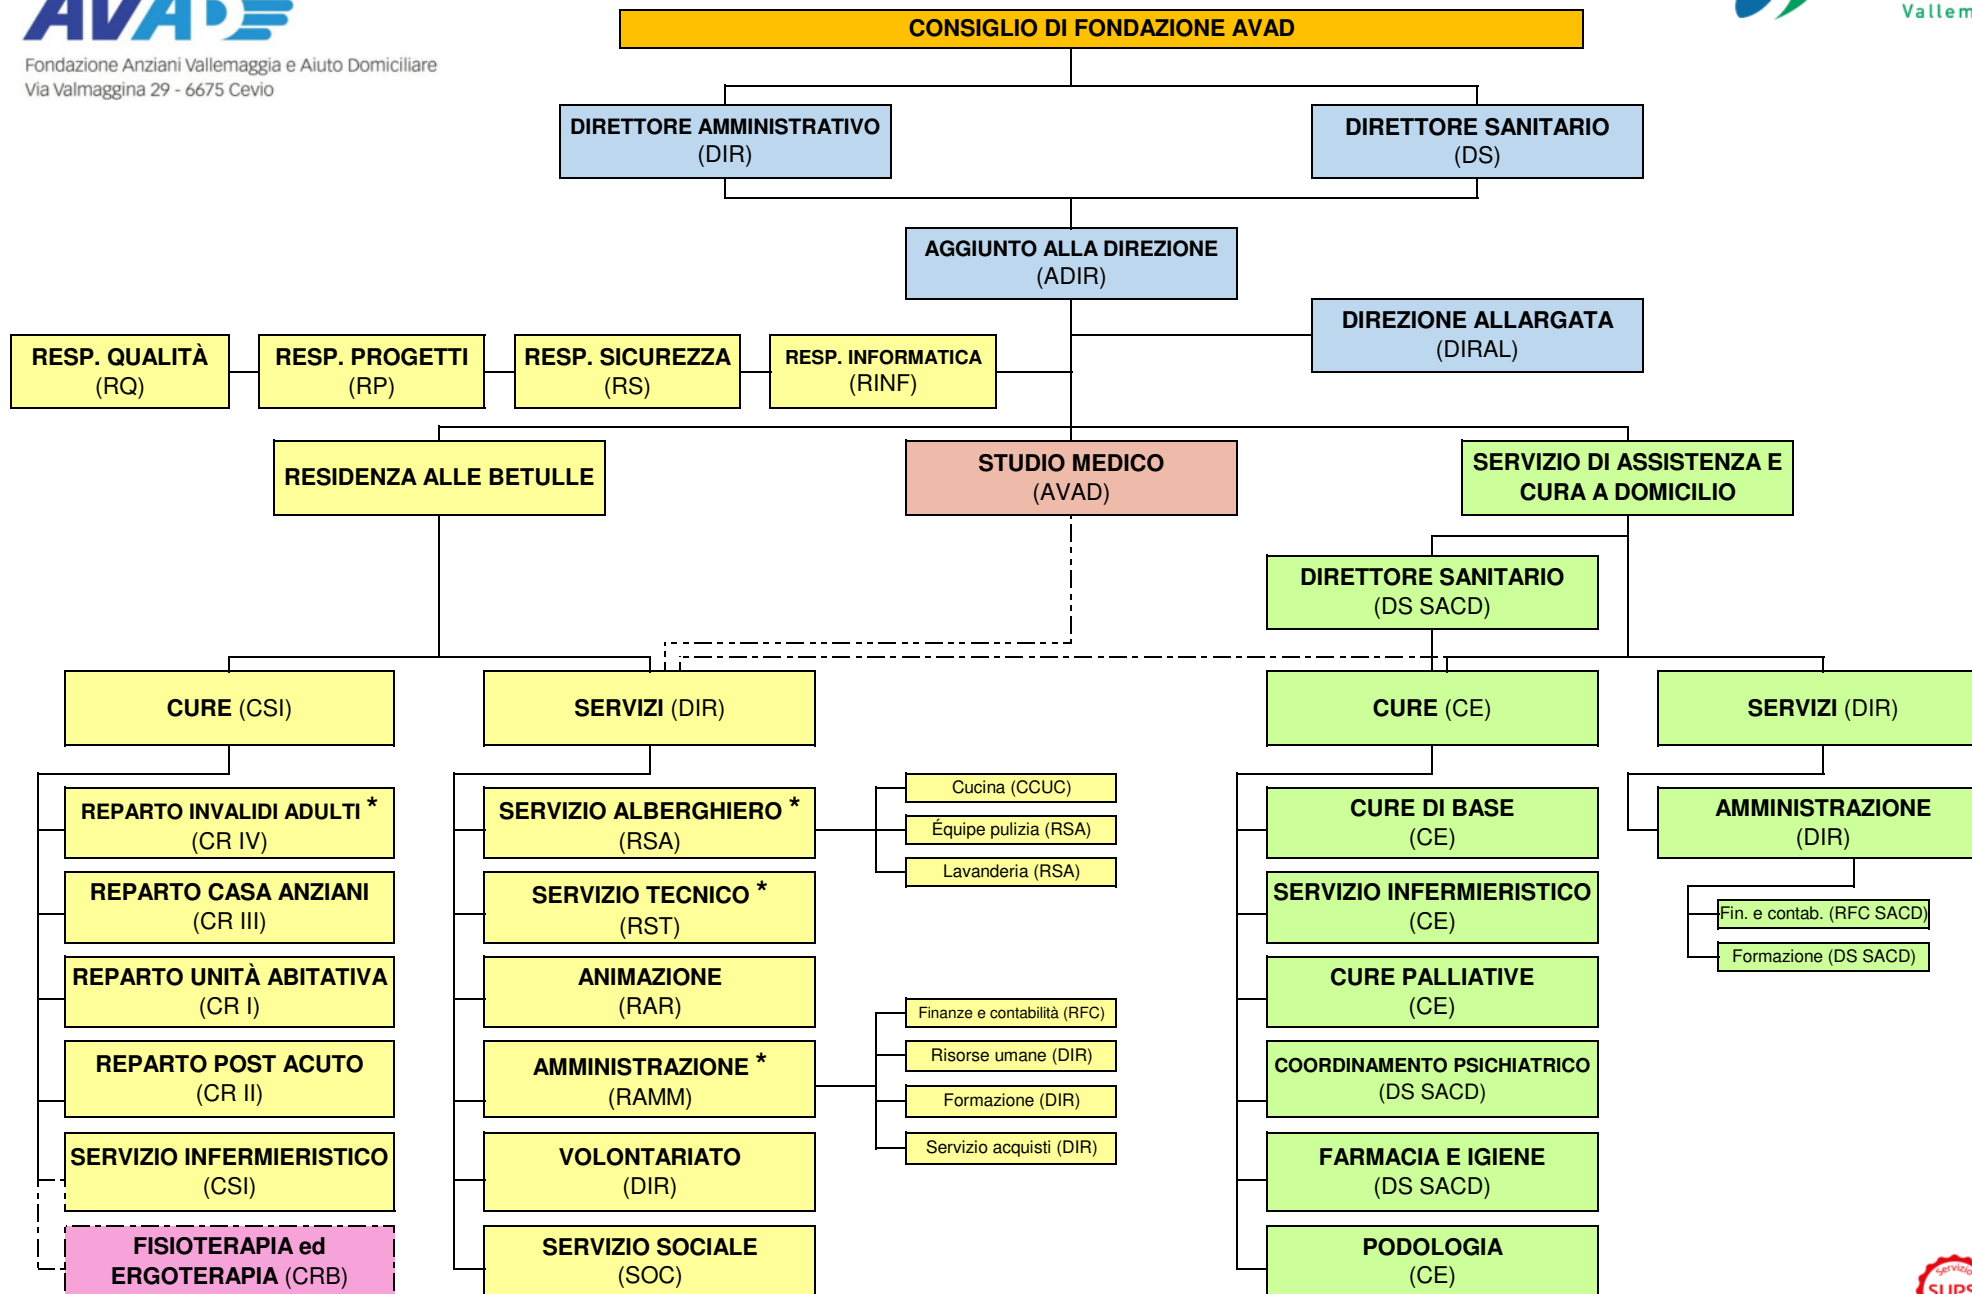 AVAD
Fondazione Anziani Vallemaggia e Aiuto Domiciliare
Via Valmaggina 29 - 6675 Cevio
CONSIGLIO DI FONDAZIONE AVAD
DIRETTORE AMMINISTRATIVO
(DIR)
DIRETTORE SANITARIO
(DS)
AGGIUNTO ALLA DIREZIONE
(ADIR)
DIREZIONE ALLARGATA
(DIRAL)
RESP. QUALITÀ
(RQ)
RESP. PROGETTI
(RP)
RESP. SICUREZZA
(RS)
RESP. INFORMATICA
(RINF)
RESIDENZA ALLE BETULLE
STUDIO MEDICO
(AVAD)
SERVIZIO DI ASSISTENZA E
CURA A DOMICILIO
DIRETTORE SANITARIO
(DS SACD)
CURE (CSI)
SERVIZI (DIR)
CURE (CE)
SERVIZI (DIR)
REPARTO INVALIDI ADULTI *
(CR IV)
REPARTO CASA ANZIANI
(CR III)
REPARTO UNITÀ ABITATIVA
(CR I)
REPARTO POST ACUTO
(CR II)
SERVIZIO INFERMIERISTICO
(CSI)
FISIOTERAPIA ed
ERGOTERAPIA (CRB)
SERVIZIO ALBERGHIERO *
(RSA)
SERVIZIO TECNICO *
(RST)
ANIMAZIONE
(RAR)
AMMINISTRAZIONE *
(RAMM)
VOLONTARIATO
(DIR)
SERVIZIO SOCIALE
(SOC)
Cucina (CCUC)
Équipe pulizia (RSA)
Lavanderia (RSA)
Finanze e contabilità (RFC)
Risorse umane (DIR)
Formazione (DIR)
Servizio acquisti (DIR)
CURE DI BASE
(CE)
SERVIZIO INFERMIERISTICO
(CE)
CURE PALLIATIVE
(CE)
COORDINAMENTO PSICHIATRICO
(DS SACD)
FARMACIA E IGIENE
(DS SACD)
PODOLOGIA
(CE)
AMMINISTRAZIONE
(DIR)
Fin. e contab. (RFC SACD)
Formazione (DS SACD)
Servizio